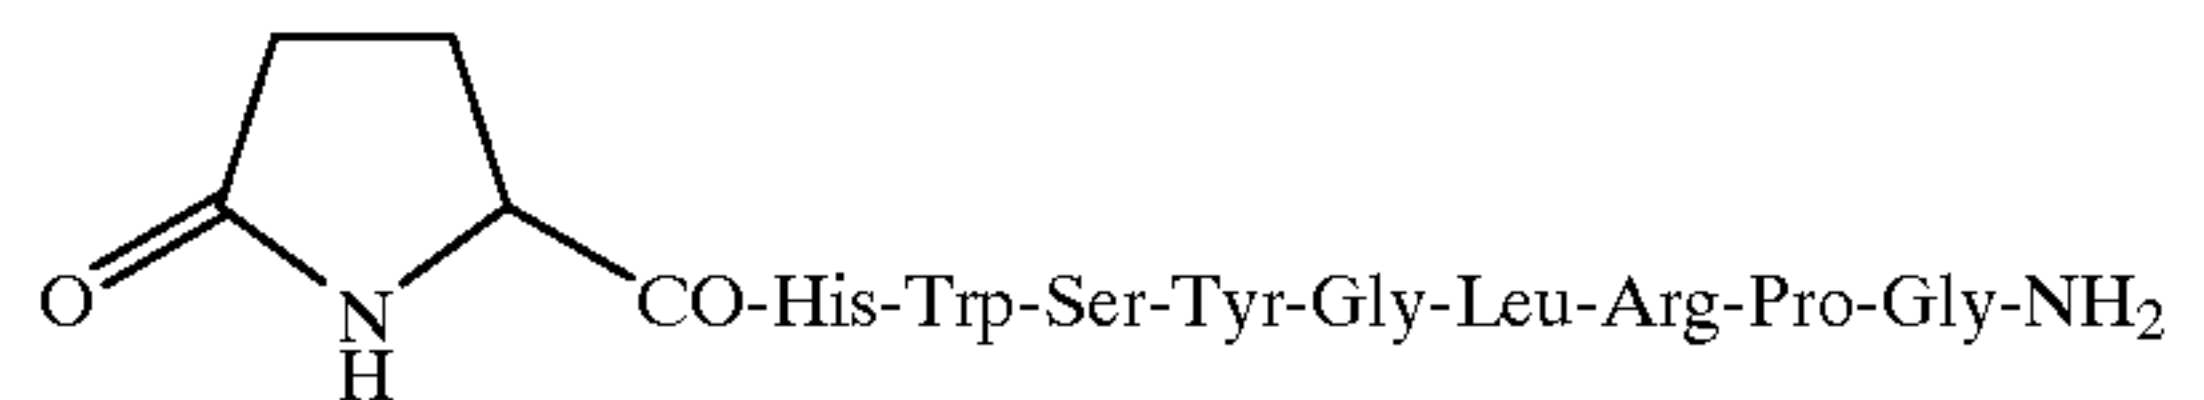 O N CO-His-Trp-Ser-Tyr-Gly-Leu-Arg-Pro-Gly-NH₂
H